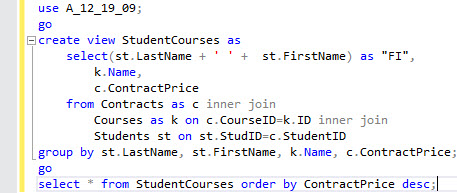 use A_12_19_09;
go
create view StudentCourses as
select(st.LastName + ' ' +  st.FirstName) as "FI",
k.Name,
c.ContractPrice
from Contracts as c inner join
Courses as k on c.CourseID=k.ID inner join
Students st on st.StudID=c.StudentID
group by st.LastName, st.FirstName, k.Name, c.ContractPrice;
go
select * from StudentCourses order by ContractPrice desc;